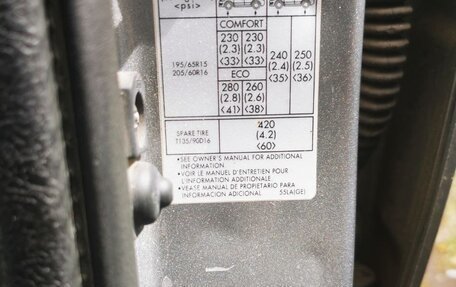 <psi>
COMFORT
230 230
(2.3) (2.3)
<33> <33>
240 250
(2.4) (2.5)
<35> <36>
195/65R15
205/60R16
ECO
280 260
(2.8) (2.6)
<41> <38>
SPARE TIRE
T135/90D16
420
(4.2)
<60>
•SEE OWNER'S MANUAL FOR ADDITIONAL
INFORMATION
•VOIR LE MANUEL D'ENTRETIEN POUR
L'INFORMATION ADDITIONALE
•VEASE MANUAL DE PROPIETARIO PARA
INFORMACION ADICIONAL 55LA(GE)